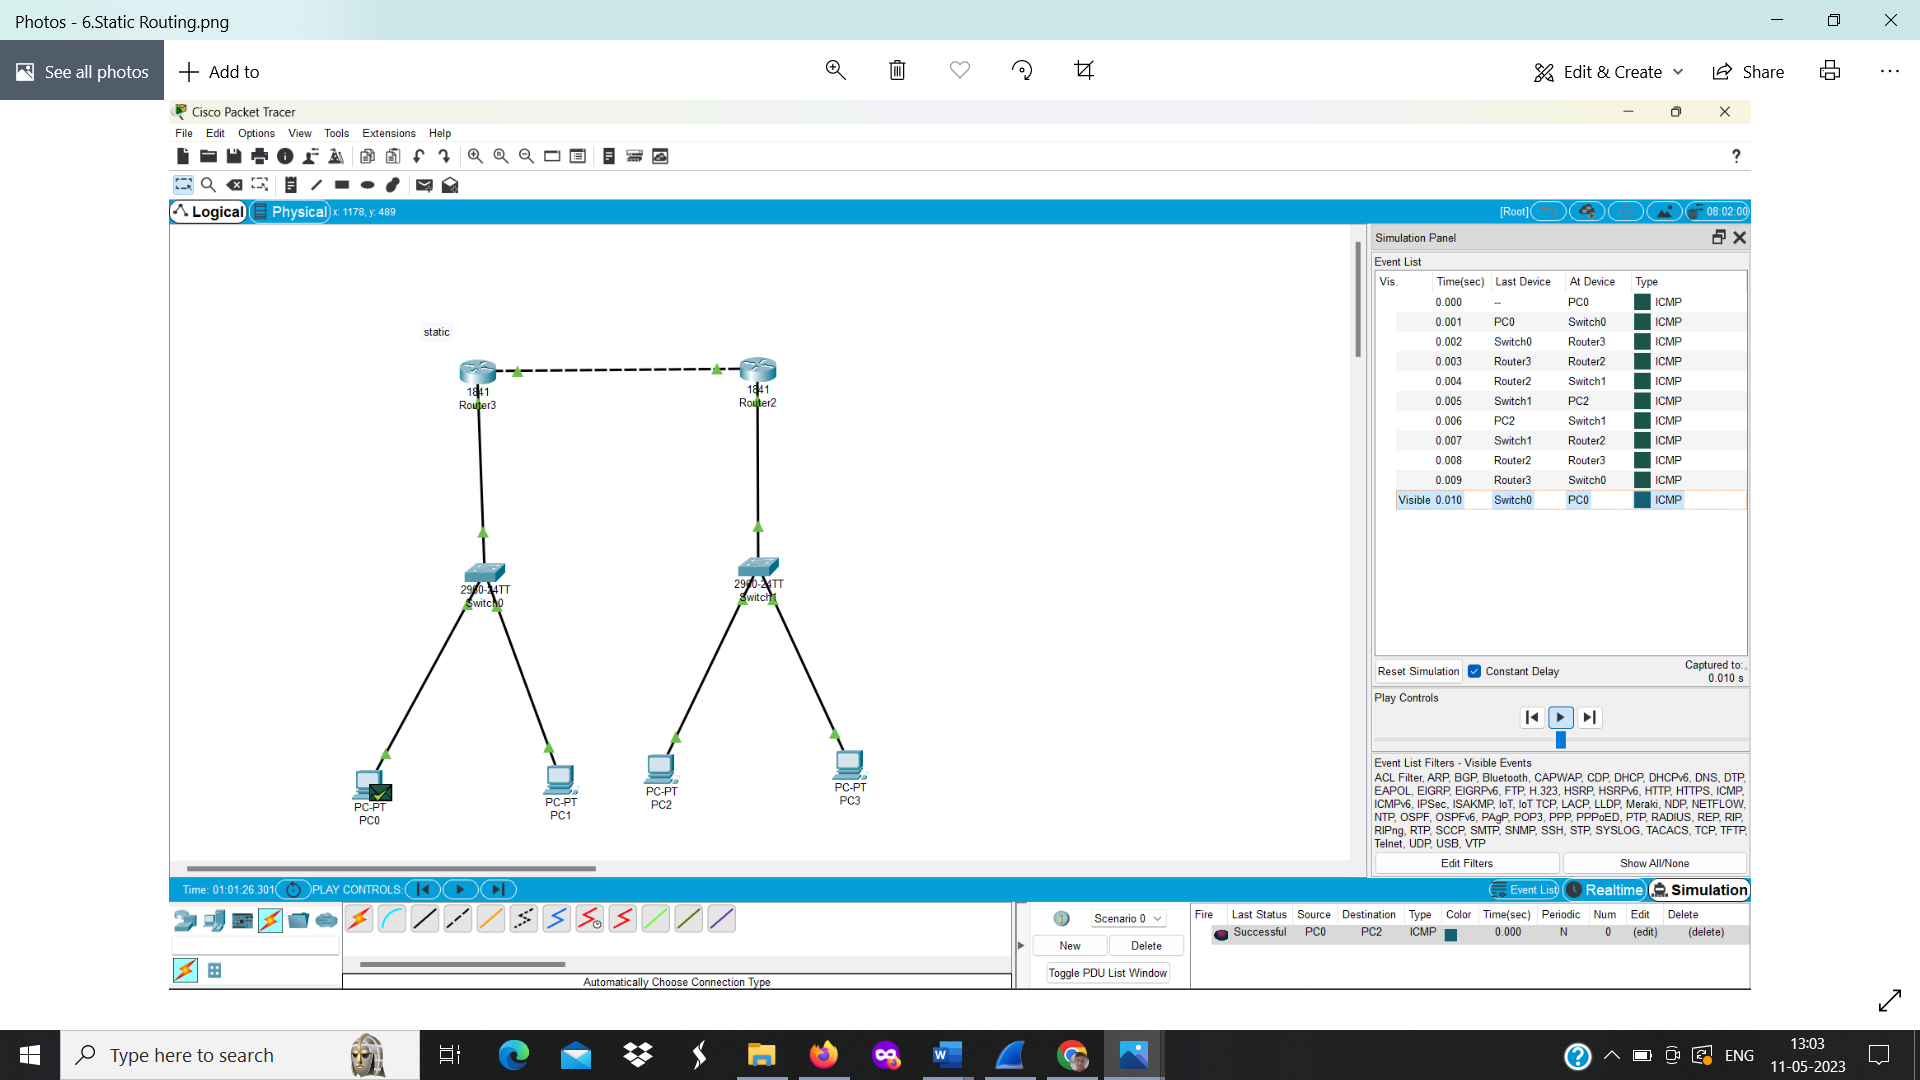 Photos - 6.Static Routing.png
See all photos
Add to
Edit & Create
Share
Cisco Packet Tracer
File Edit Options View Tools Extensions Help
?
Logical
Physical
x: 1178, y: 489
[Root]
08:02:00
static
1841
Router3
1841
Router2
2960-24TT
Switch0
2960-24TT
Switch1
PC-PT
PC0
PC-PT
PC1
PC-PT
PC2
PC-PT
PC3
Simulation Panel
Event List
Vis. Time(sec) Last Device At Device Type
0.000 -- PC0 ICMP
0.001 PC0 Switch0 ICMP
0.002 Switch0 Router3 ICMP
0.003 Router3 Router2 ICMP
0.004 Router2 Switch1 ICMP
0.005 Switch1 PC2 ICMP
0.006 PC2 Switch1 ICMP
0.007 Switch1 Router2 ICMP
0.008 Router2 Router3 ICMP
0.009 Router3 Switch0 ICMP
Visible 0.010 Switch0 PC0 ICMP
Reset Simulation
Constant Delay
Captured to:
0.010 s
Play Controls
Event List Filters - Visible Events
ACL Filter, ARP, BGP, Bluetooth, CAPWAP, CDP, DHCP, DHCPv6, DNS, DTP,
EAPOL, EIGRP, EIGRPv6, FTP, H.323, HSRP, HSRPv6, HTTP, HTTPS, ICMP,
ICMPv6, IPSec, ISAKMP, IoT, IoT TCP, LACP, LLDP, Meraki, NDP, NETFLOW,
NTP, OSPF, OSPFv6, PAgP, POP3, PPP, PPPoED, PTP, RADIUS, REP, RIP,
RIPng, RTP, SCCP, SMTP, SNMP, SSH, STP, SYSLOG, TACACS, TCP, TFTP,
Telnet, UDP, USB, VTP
Edit Filters
Show All/None
Time: 01:01:26.301
PLAY CONTROLS:
Event List
Realtime
Simulation
Scenario 0
New
Delete
Toggle PDU List Window
Fire Last Status Source Destination Type Color Time(sec) Periodic Num Edit Delete
Successful PC0 PC2 ICMP 0.000 N 0 (edit) (delete)
Automatically Choose Connection Type
Type here to search
ENG
13:03
11-05-2023